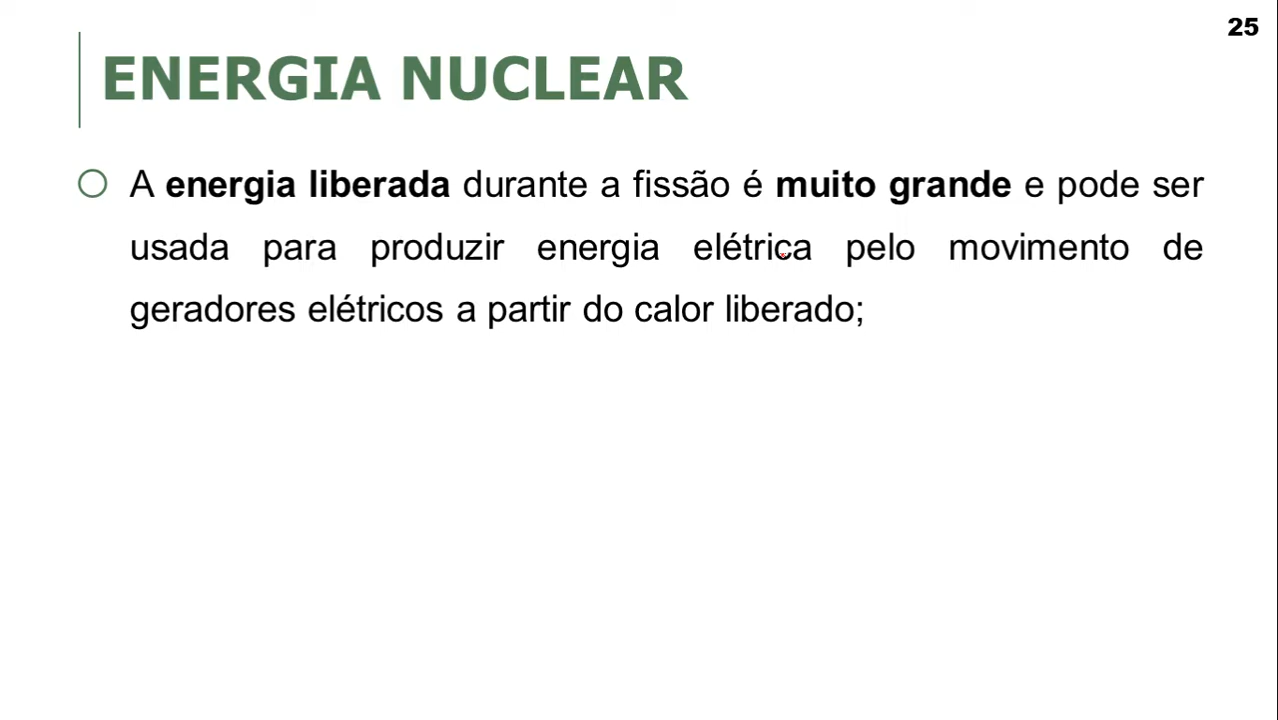 25
ENERGIA NUCLEAR
A energia liberada durante a fissão é muito grande e pode ser
usada para produzir energia elétrica pelo movimento de
geradores elétricos a partir do calor liberado;